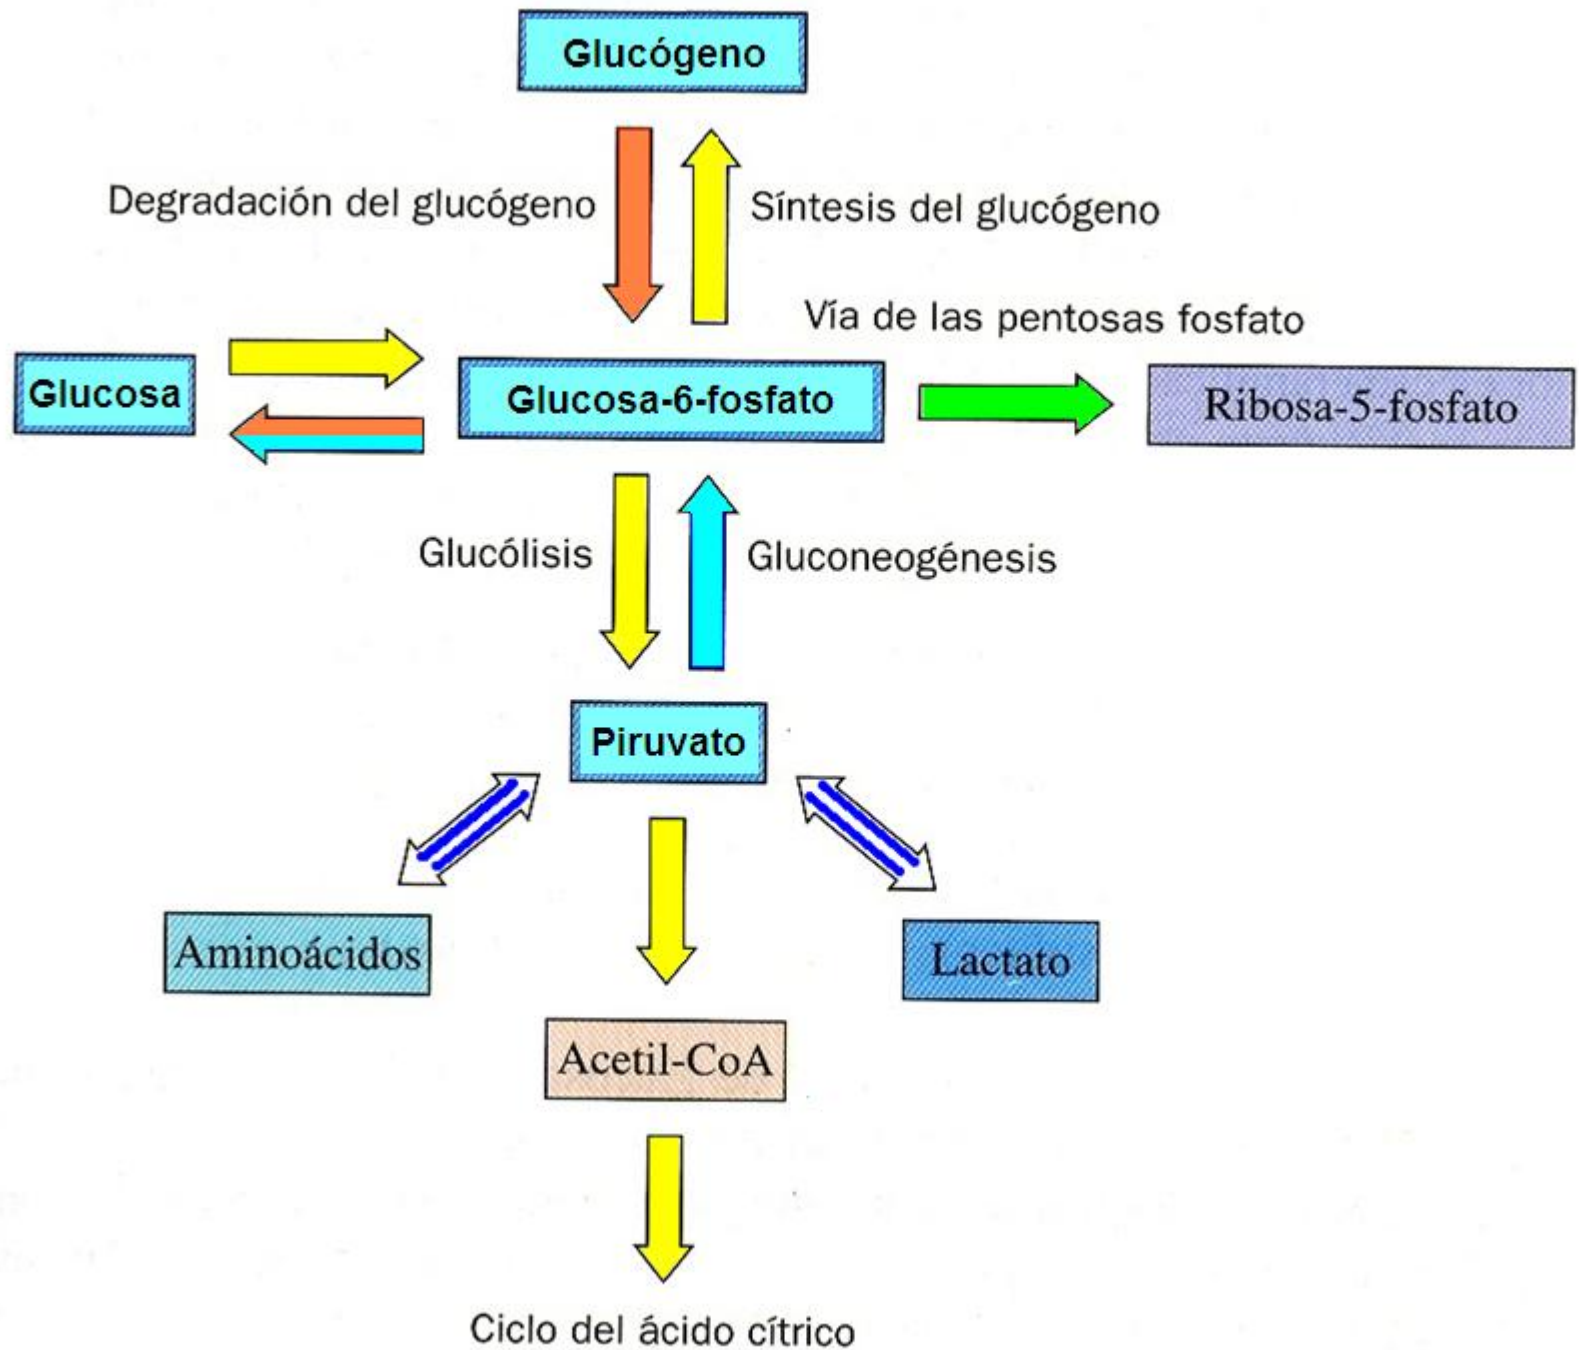 Glucógeno
Degradación del glucógeno
Síntesis del glucógeno
Vía de las pentosas fosfato
Glucosa
Glucosa-6-fosfato
Ribosa-5-fosfato
Glucólisis
Gluconeogénesis
Piruvato
Aminoácidos
Lactato
Acetil-CoA
Ciclo del ácido cítrico